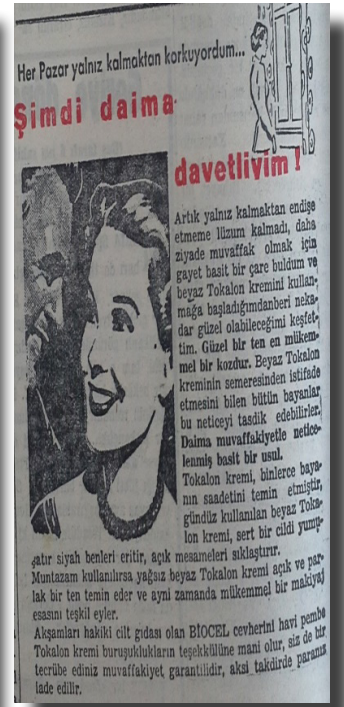 Her Pazar yalnız kalmaktan korkuyordum...
Şimdi daima
davetliyim !
Artık yalnız kalmaktan endişe
etmeme lüzum kalmadı, daha
ziyade muvaffak olmak için
gayet basit bir çare buldum ve
beyaz Tokalon kremini kullan-
mağa başladığımdanberi neka-
dar güzel olabileceğimi keşfet-
tim. Güzel bir ten en mükem-
mel bir kozdur. Beyaz Tokalon
kreminin semeresinden istifade
etmesini bilen bütün bayanlar
bu neticeyi tasdik edebilirler.
Daima muvaffakiyetle netice-
lenmiş basit bir usul.
Tokalon kremi, binlerce baya-
nın saadetini temin etmiştir,
gündüz kullanılan beyaz Toka-
lon kremi, sert bir cildi yumu-
şatır siyah benleri eritir, açık mesameleri sıklaştırır.
Muntazam kullanılırsa yağsız beyaz Tokalon kremi açık ve par-
lak bir ten temin eder ve ayni zamanda mükemmel bir makiyaj
esasını teşkil eyler.
Akşamları hakiki cilt gıdası olan BIOCEL cevherini havi pembe
Tokalon kremi buruşuklukların teşekkülüne mani olur, siz de bir
tecrübe ediniz muvaffakiyet garantilidir, aksi takdirde paranız
iade edilir.